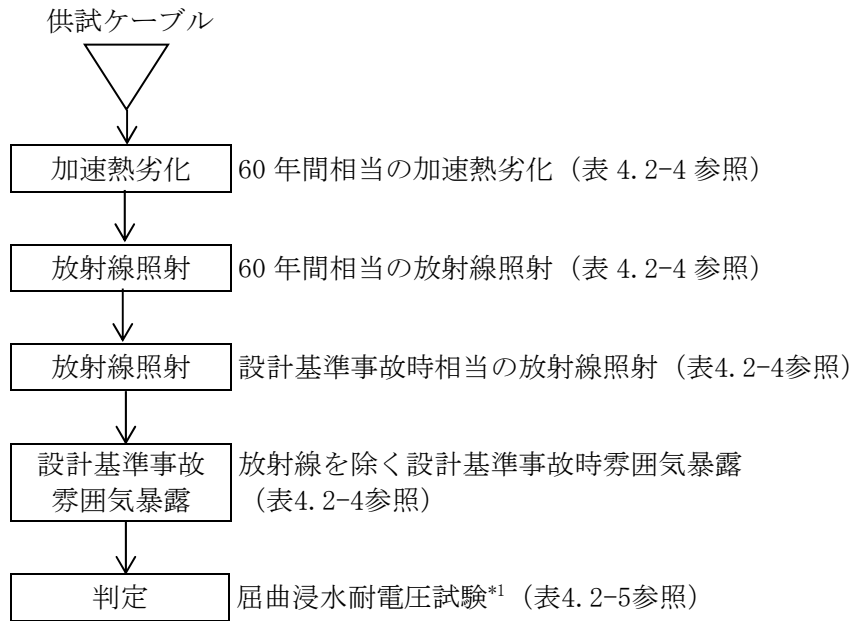 供試ケーブル
加速熱劣化 60 年間相当の加速熱劣化（表 4.2-4 参照）
放射線照射 60 年間相当の放射線照射（表 4.2-4 参照）
放射線照射 設計基準事故時相当の放射線照射（表4.2-4参照）
設計基準事故 放射線を除く設計基準事故時雰囲気暴露
雰囲気暴露 （表4.2-4参照）
判定 屈曲浸水耐電圧試験*1（表4.2-5参照）